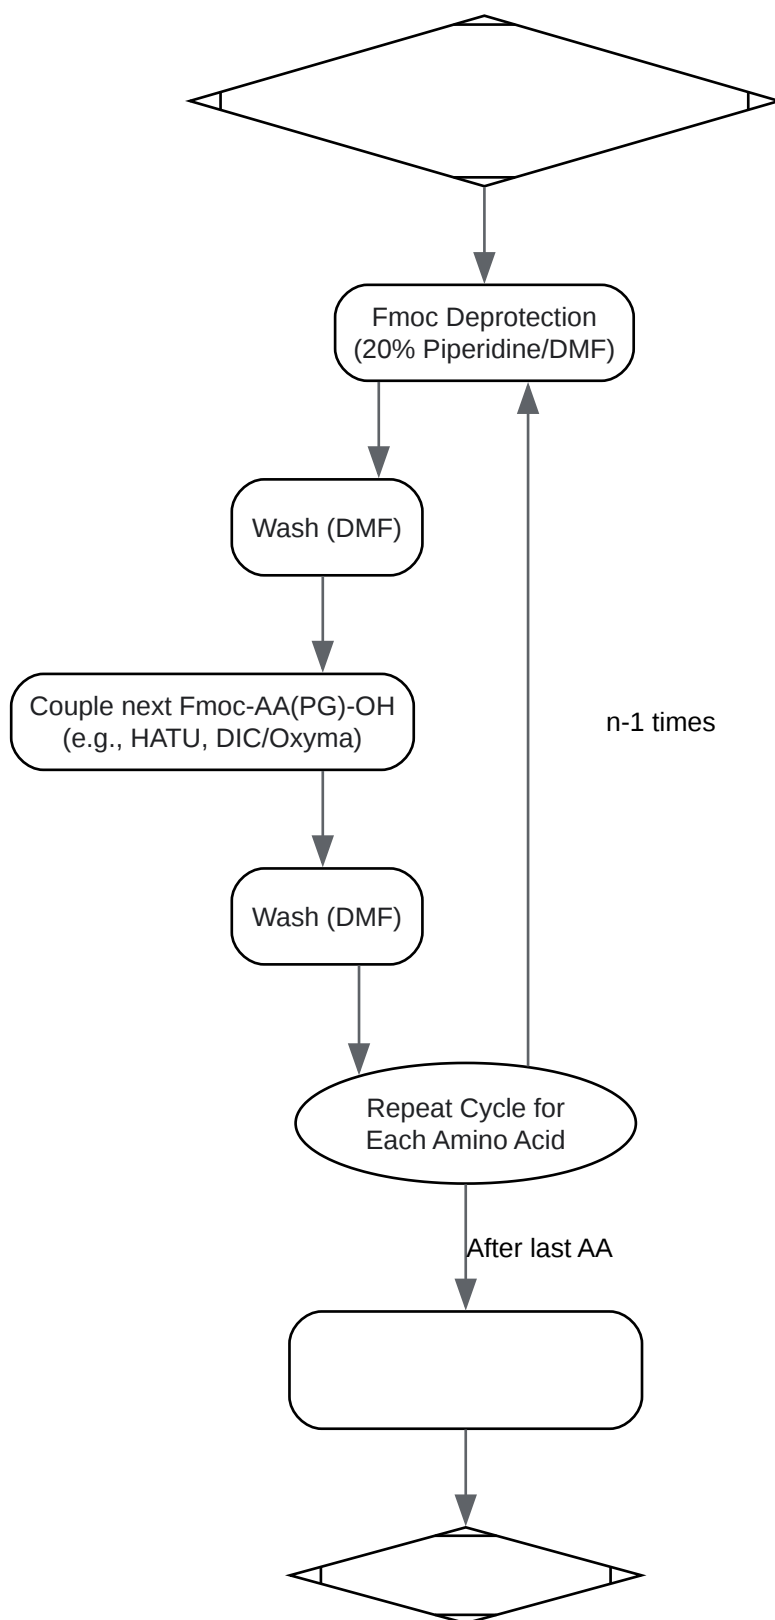 Fmoc Deprotection
(20% Piperidine/DMF)
Wash (DMF)
Couple next Fmoc-AA(PG)-OH
(e.g., HATU, DIC/Oxyma)
n-1 times
Wash (DMF)
Repeat Cycle for
Each Amino Acid
After last AA